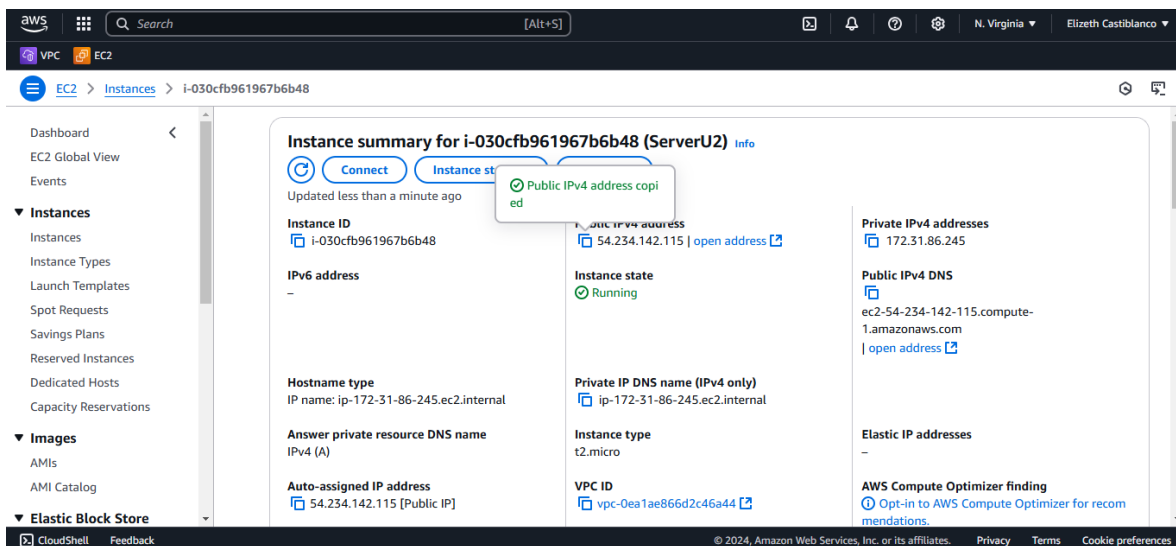 aws
Search [Alt+S]
N. Virginia
Elizeth Castiblanco
VPC EC2
EC2 > Instances > i-030cfb961967b6b48
Dashboard
EC2 Global View
Events
Instances
Instances
Instance Types
Launch Templates
Spot Requests
Savings Plans
Reserved Instances
Dedicated Hosts
Capacity Reservations
Images
AMIs
AMI Catalog
Elastic Block Store
Instance summary for i-030cfb961967b6b48 (ServerU2) Info
Connect
Instance st
Public IPv4 address copi
ed
Updated less than a minute ago
Instance ID
i-030cfb961967b6b48
Public IPv4 address
54.234.142.115 | open address
Private IPv4 addresses
172.31.86.245
IPv6 address
–
Instance state
Running
Public IPv4 DNS
ec2-54-234-142-115.compute-
1.amazonaws.com
| open address
Hostname type
IP name: ip-172-31-86-245.ec2.internal
Private IP DNS name (IPv4 only)
ip-172-31-86-245.ec2.internal
Answer private resource DNS name
IPv4 (A)
Instance type
t2.micro
Elastic IP addresses
–
Auto-assigned IP address
54.234.142.115 [Public IP]
VPC ID
vpc-0ea1ae866d2c46a44
AWS Compute Optimizer finding
Opt-in to AWS Compute Optimizer for recom
mendations.
CloudShell Feedback
© 2024, Amazon Web Services, Inc. or its affiliates. Privacy Terms Cookie preferences